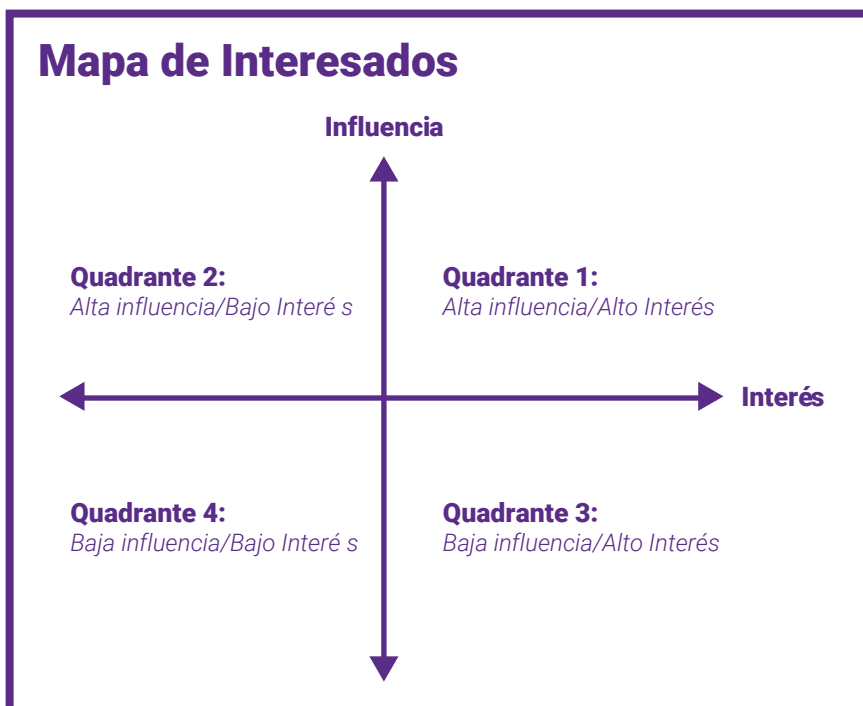 Mapa de Interesados
Influencia
Quadrante 2:
Alta influencia/Bajo Interé s
Quadrante 1:
Alta influencia/Alto Interés
Interés
Quadrante 4:
Baja influencia/Bajo Interé s
Quadrante 3:
Baja influencia/Alto Interés